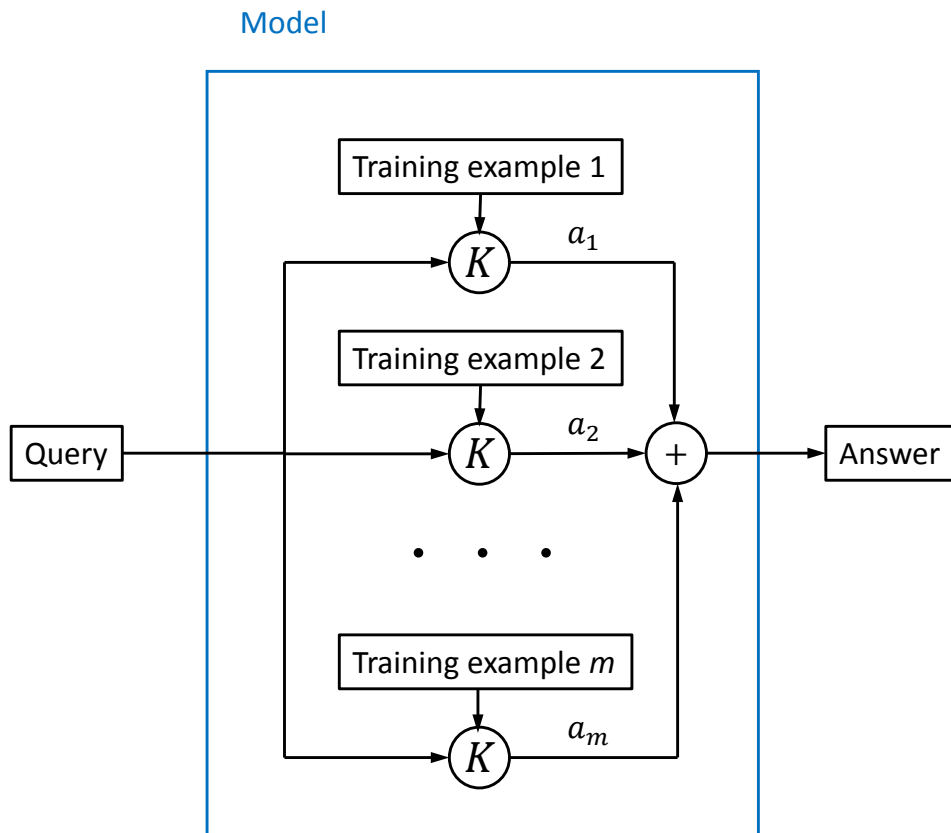 Model
Training example 1
K
a₁
Training example 2
Query
K
a₂
+
Answer
. . .
Training example m
K
aₘ